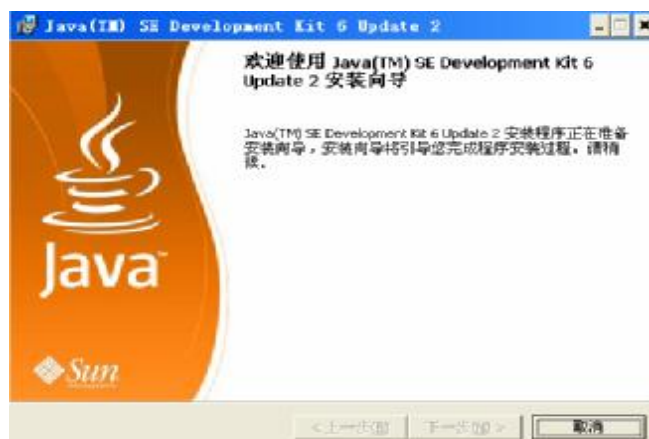 Java(TM) SE Development Kit 6 Update 2
欢迎使用 Java(TM) SE Development Kit 6
Update 2 安装向导
Java(TM) SE Development Kit 6 Update 2 安装程序正在准备
安装向导，安装向导将引导您完成程序安装过程。请稍
候。
Java™
Sun
<上一步(B)
下一步(N) >
取消